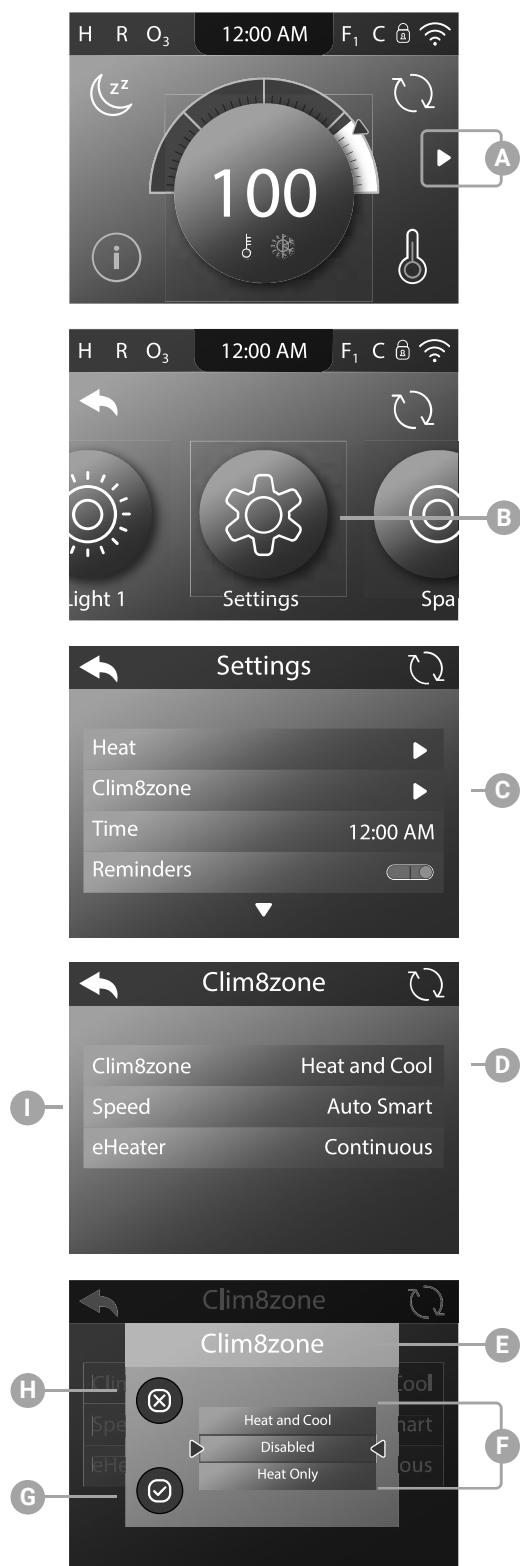 H R O3 12:00 AM F1 C
zz
A
100
i
H R O3 12:00 AM F1 C
B
Light 1 Settings Spa
Settings
Heat
Clim8zone
C
Time 12:00 AM
Reminders
Clim8zone
Clim8zone Heat and Cool
D
I
Speed Auto Smart
eHeater Continuous
Clim8zone
Clim8zone
E
H
Heat and Cool
Disabled
F
Heat Only
G